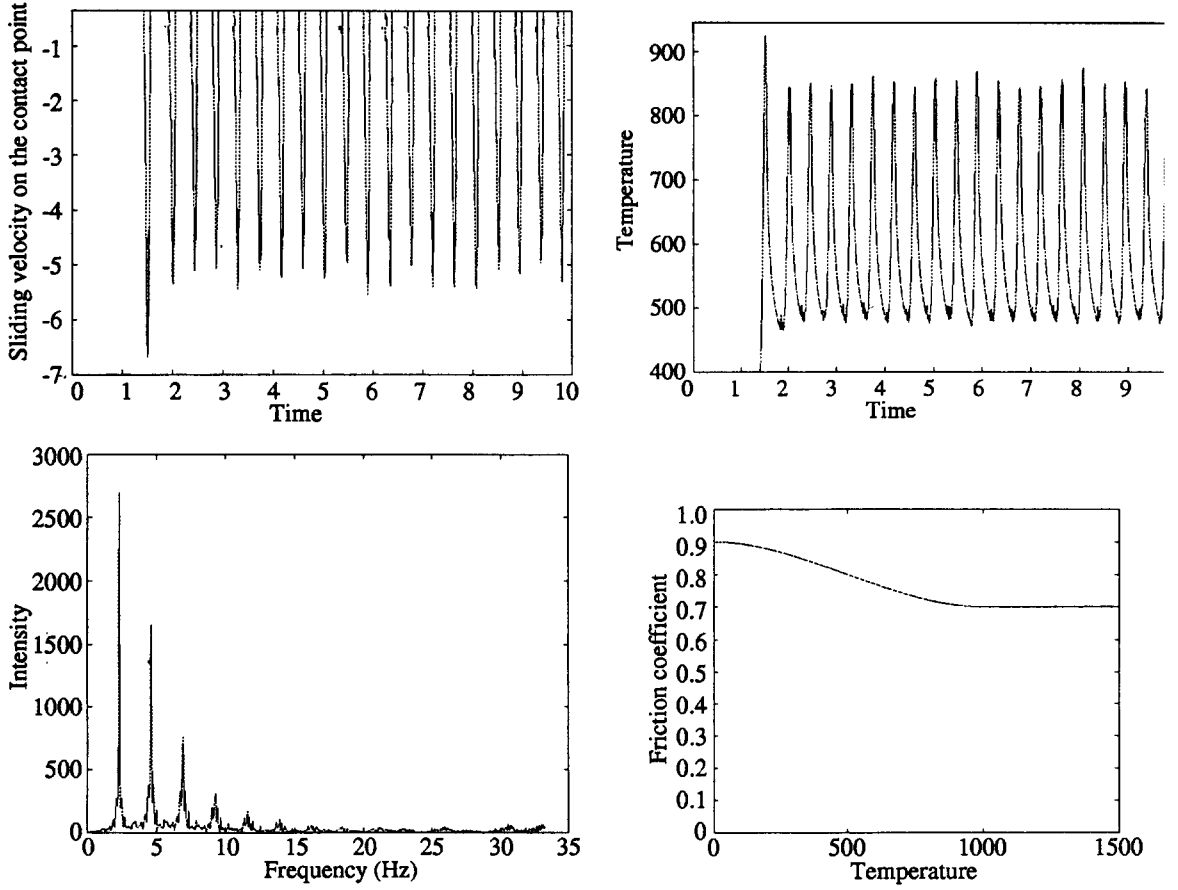 Sliding velocity on the contact point
-1
-2
-3
-4
-5
-6
-7
0 1 2 3 4 5 6 7 8 9 10
Time
Temperature
900
800
700
600
500
400
0 1 2 3 4 5 6 7 8 9
Time
Intensity
3000
2500
2000
1500
1000
500
0
0 5 10 15 20 25 30 35
Frequency (Hz)
Friction coefficient
1.0
0.9
0.8
0.7
0.6
0.5
0.4
0.3
0.2
0.1
0
0 500 1000 1500
Temperature